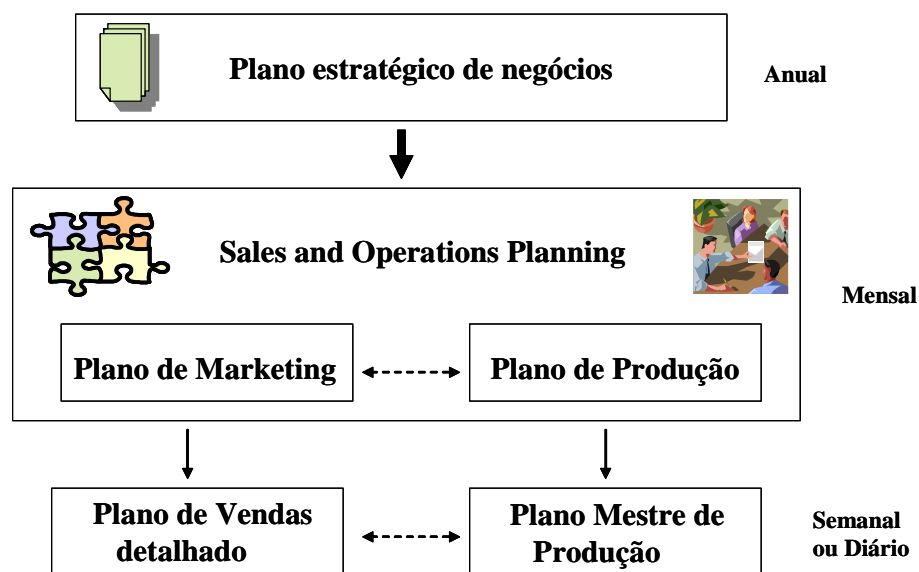 Plano estratégico de negócios
Anual
Sales and Operations Planning
Mensal
Plano de Marketing
Plano de Produção
Plano de Vendas
detalhado
Plano Mestre de
Produção
Semanal
ou Diário